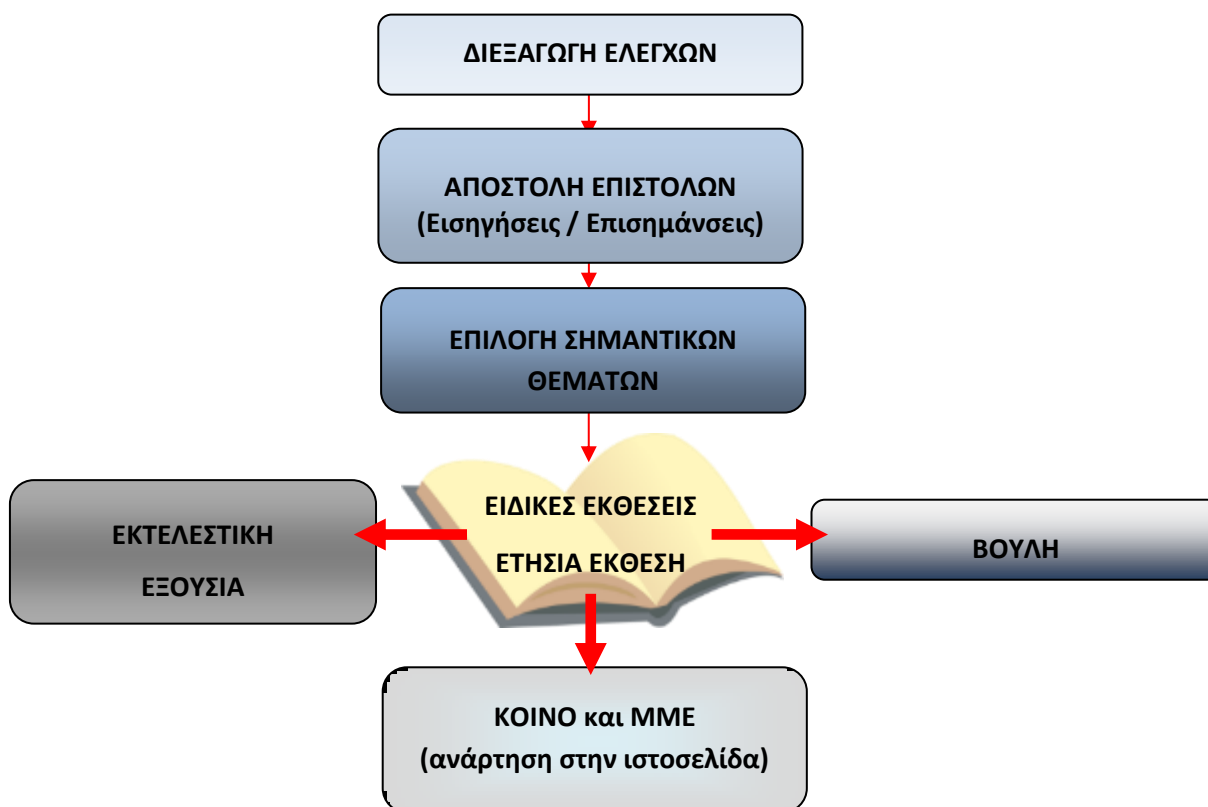 ΔΙΕΞΑΓΩΓΗ ΕΛΕΓΧΩΝ
ΑΠΟΣΤΟΛΗ ΕΠΙΣΤΟΛΩΝ
(Εισηγήσεις / Επισημάνσεις)
ΕΠΙΛΟΓΗ ΣΗΜΑΝΤΙΚΩΝ
ΘΕΜΑΤΩΝ
ΕΙΔΙΚΕΣ ΕΚΘΕΣΕΙΣ
ΕΤΗΣΙΑ ΕΚΘΕΣΗ
ΕΚΤΕΛΕΣΤΙΚΗ
ΕΞΟΥΣΙΑ
ΒΟΥΛΗ
ΚΟΙΝΟ και ΜΜΕ
(ανάρτηση στην ιστοσελίδα)